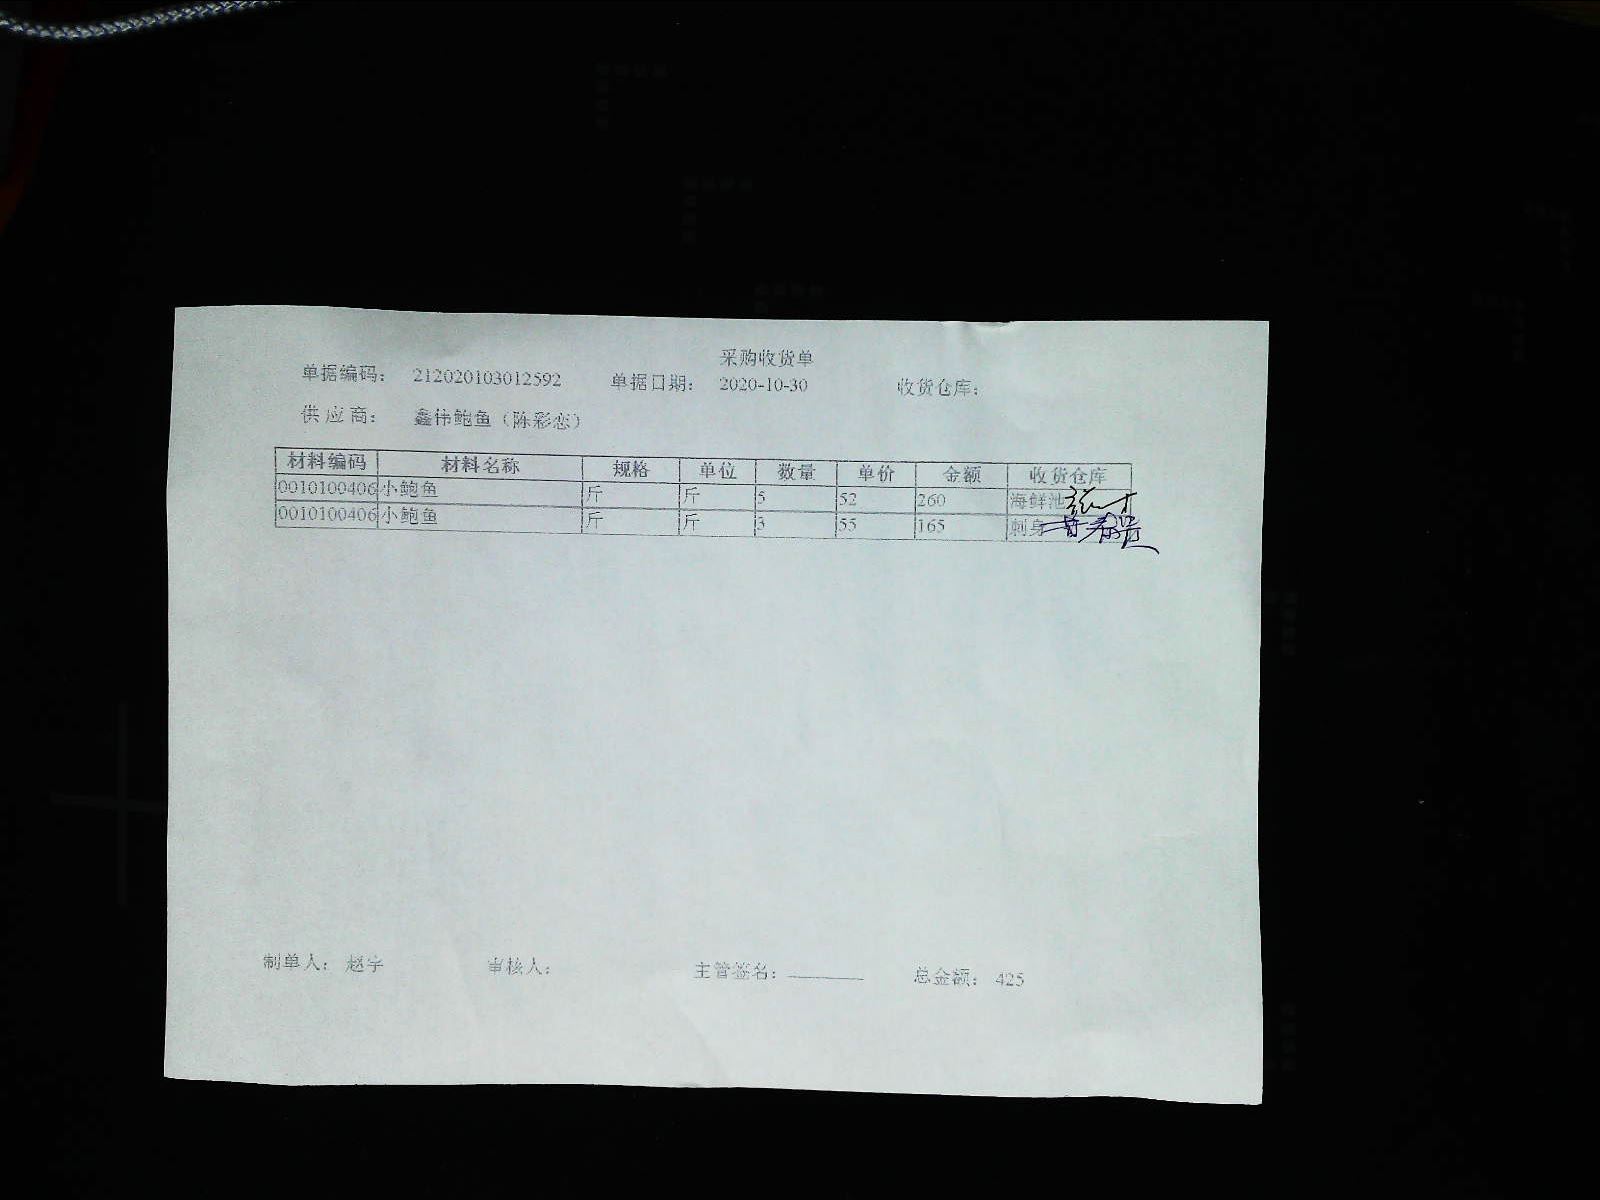 采购收货单
单据编码: 212020103012592 单据日期: 2020-10-30 收货仓库:
供应商: 鑫伟鲍鱼（陈彩恋）
材料编码 材料名称 规格 单位 数量 单价 金额 收货仓库
0010100406 小鲍鱼 斤 斤 5 52 260 海鲜池
0010100406 小鲍鱼 斤 斤 3 55 165 刺身
制单人: 赵宇 审核人: 主管签名: 总金额: 425